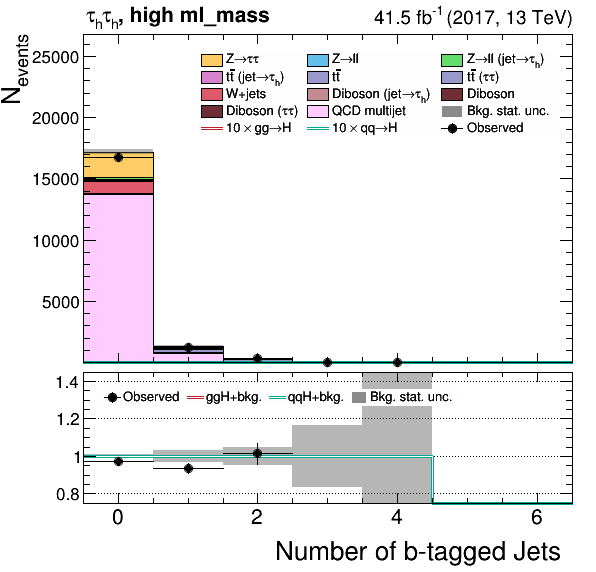 τhτh, high ml_mass 41.5 fb⁻¹ (2017, 13 TeV)
Nevents
25000
20000
15000
10000
5000
Z→ττ Z→ll Z→ll (jet→τh)
tt̄ (jet→τh) tt̄ tt̄ (ττ)
W+jets Diboson (jet→τh) Diboson
Diboson (ττ) QCD multijet Bkg. stat. unc.
10 × gg→H 10 × qq→H Observed
1.4
1.2
1
0.8
Observed ggH+bkg. qqH+bkg. Bkg. stat. unc.
0 2 4 6
Number of b-tagged Jets